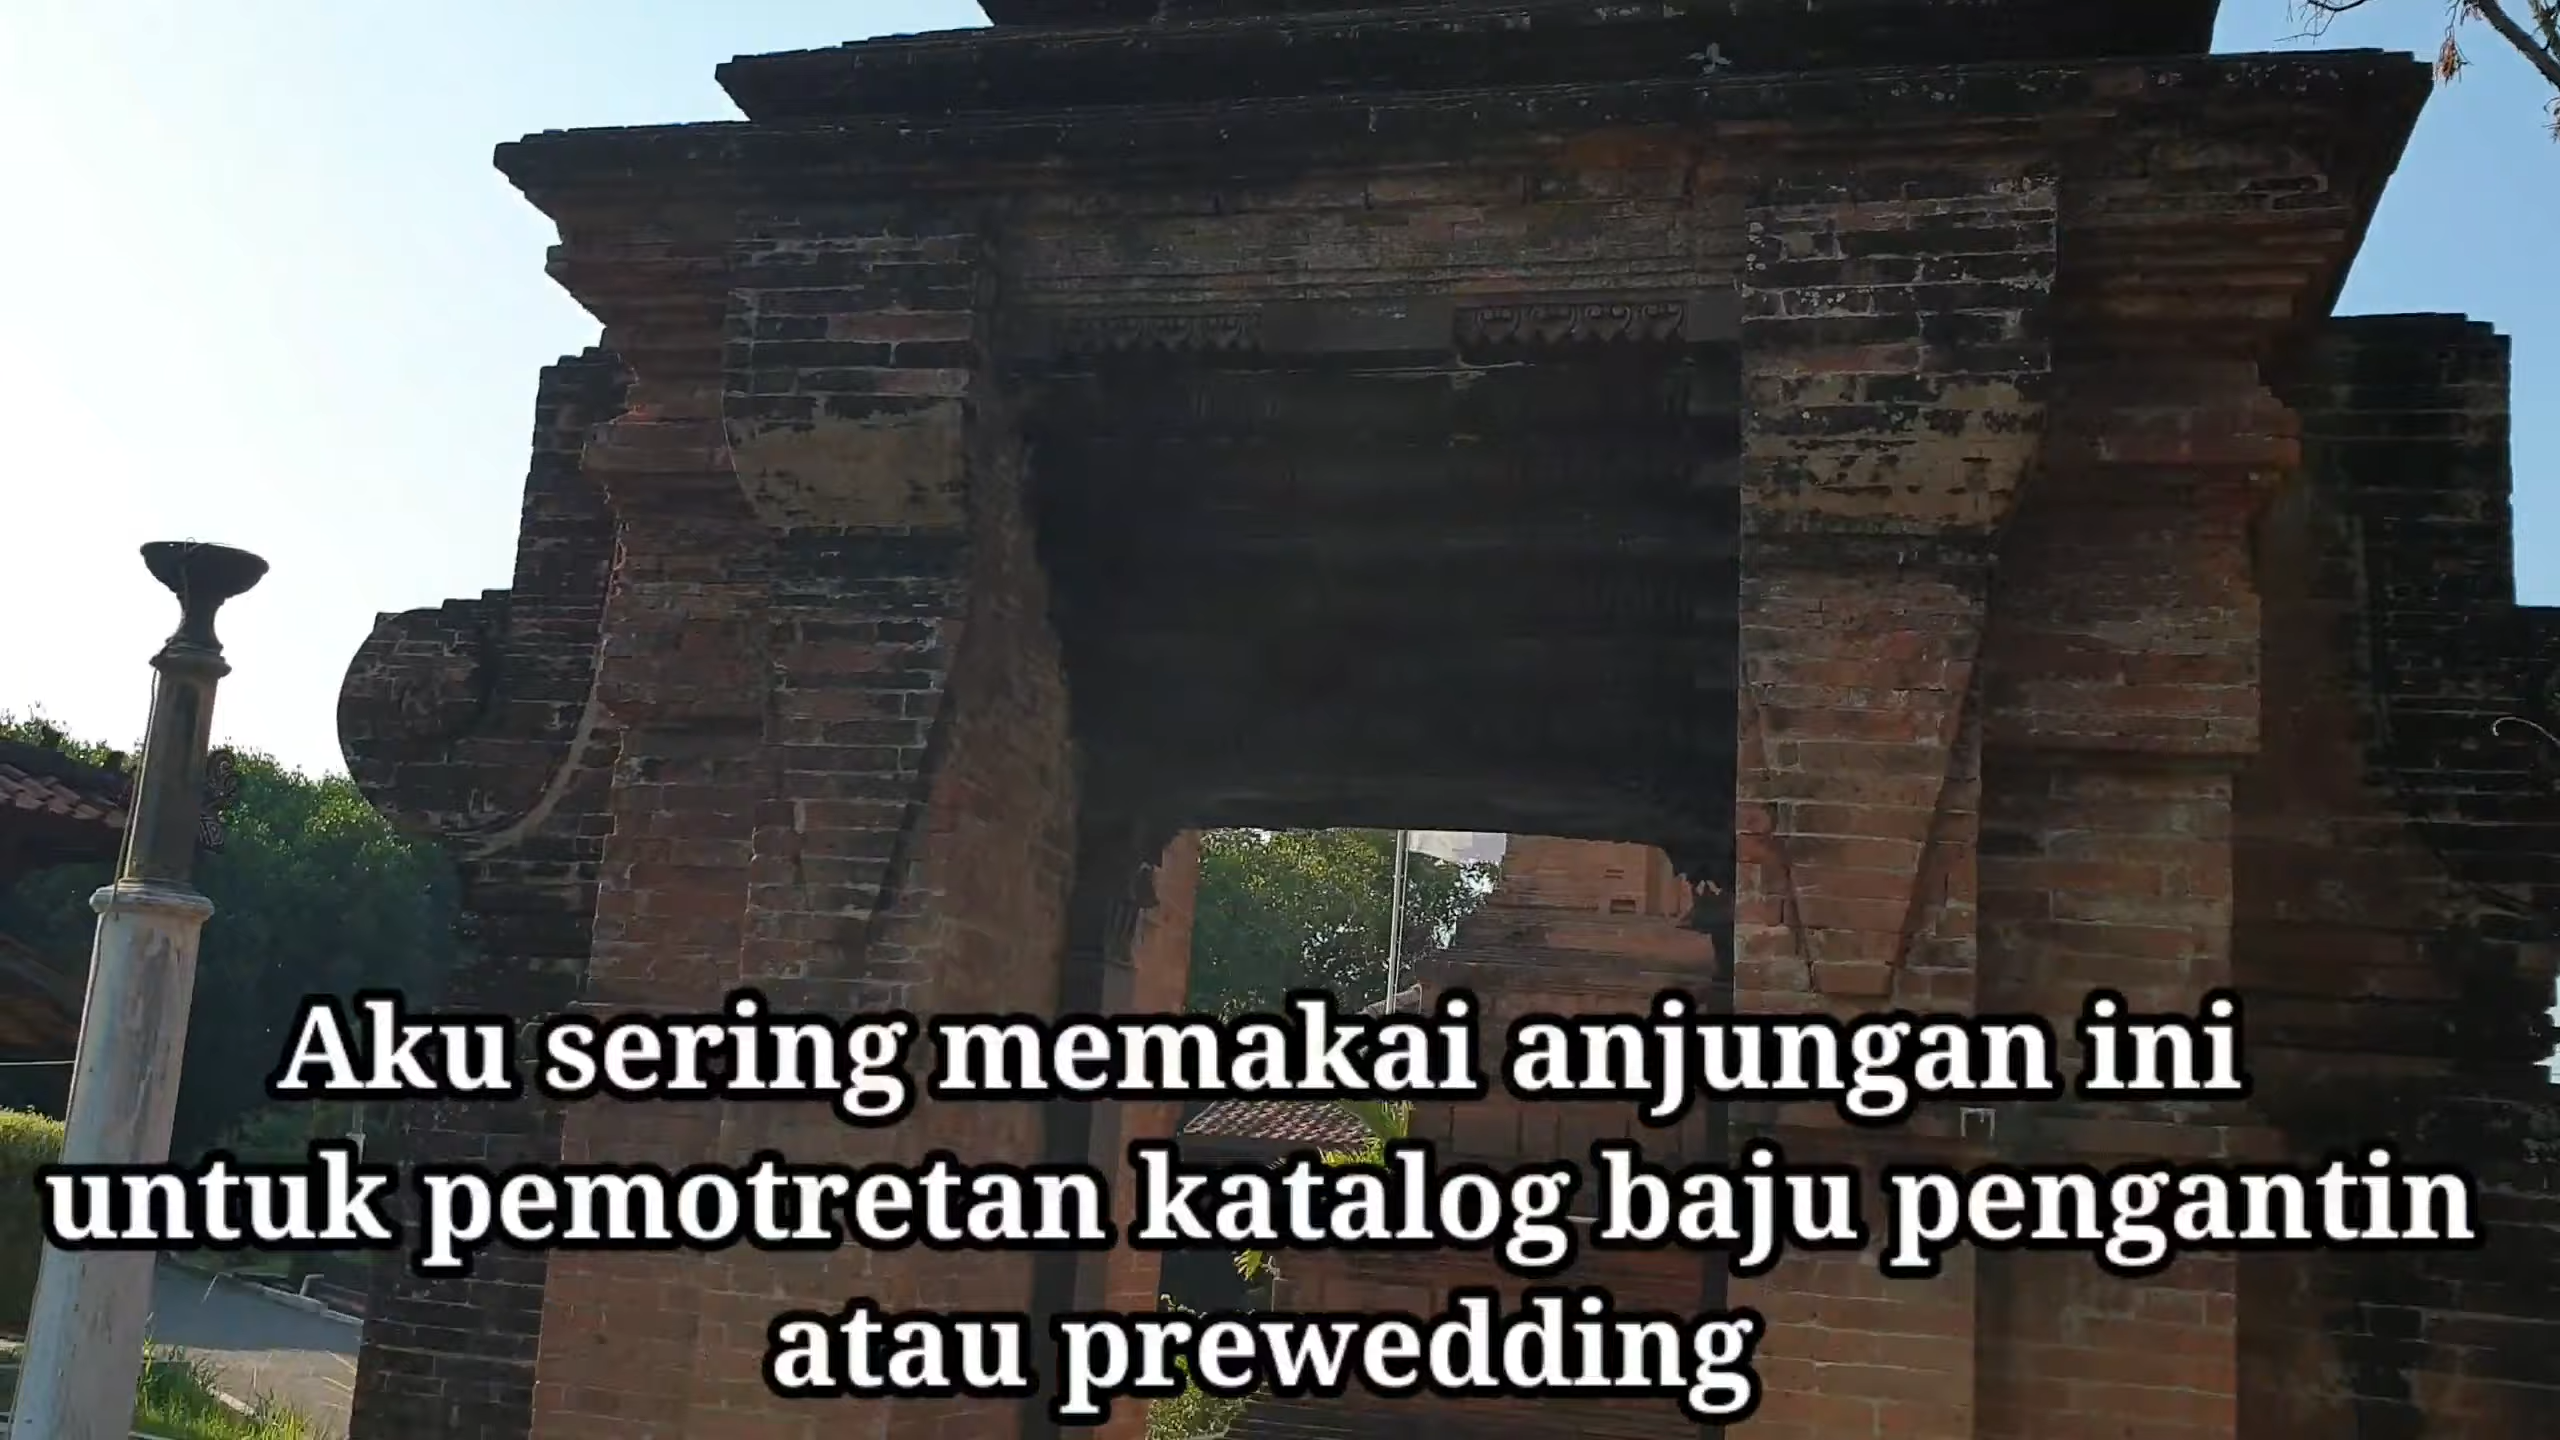 Aku sering memakai anjungan ini
untuk pemotretan katalog baju pengantin
atau prewedding